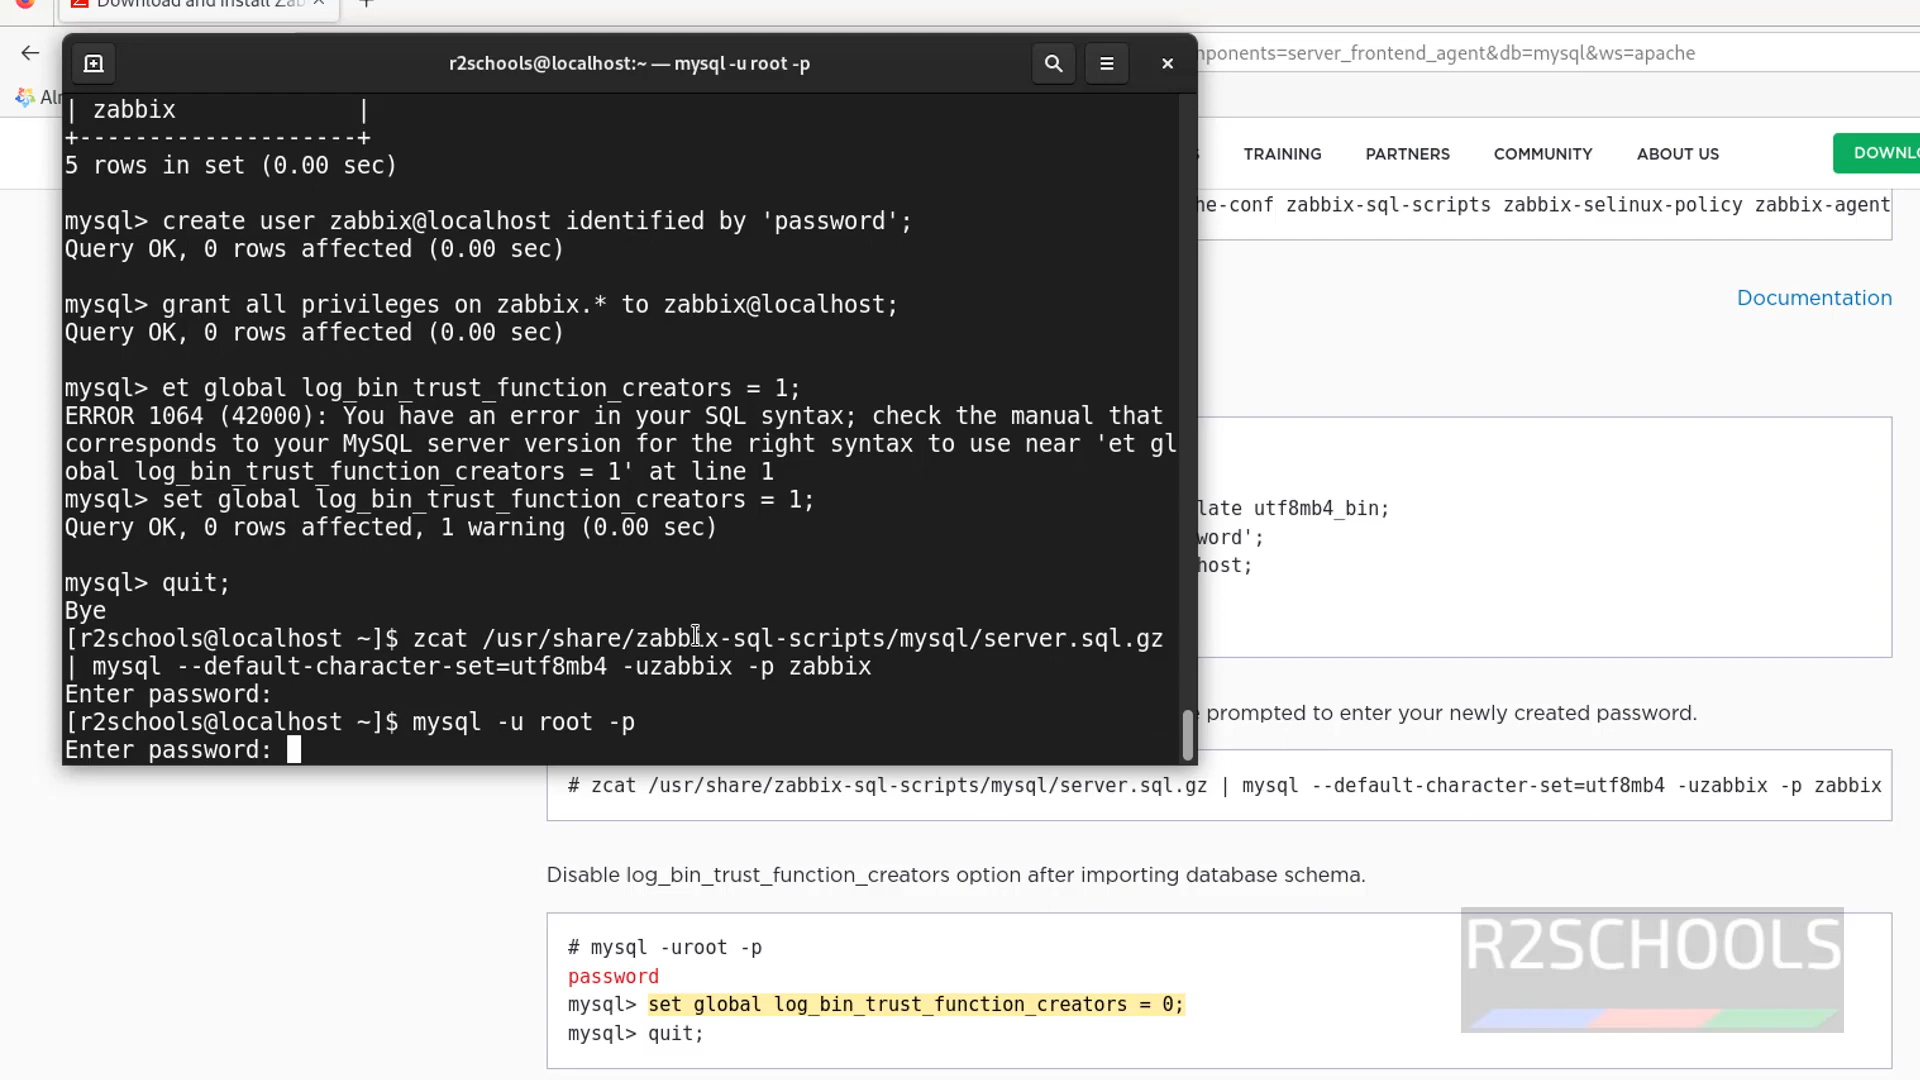 Download and install Zab
r2schools@localhost:~ — mysql -u root -p
mponents=server_frontend_agent&db=mysql&ws=apache
TRAINING PARTNERS COMMUNITY ABOUT US
| zabbix |
+--------------------+
5 rows in set (0.00 sec)
mysql> create user zabbix@localhost identified by 'password';
Query OK, 0 rows affected (0.00 sec)
mysql> grant all privileges on zabbix.* to zabbix@localhost;
Query OK, 0 rows affected (0.00 sec)
mysql> et global log_bin_trust_function_creators = 1;
ERROR 1064 (42000): You have an error in your SQL syntax; check the manual that
corresponds to your MySQL server version for the right syntax to use near 'et gl
obal log_bin_trust_function_creators = 1' at line 1
mysql> set global log_bin_trust_function_creators = 1;
Query OK, 0 rows affected, 1 warning (0.00 sec)
mysql> quit;
Bye
[r2schools@localhost ~]$ zcat /usr/share/zabbix-sql-scripts/mysql/server.sql.gz
| mysql --default-character-set=utf8mb4 -uzabbix -p zabbix
Enter password:
[r2schools@localhost ~]$ mysql -u root -p
Enter password:
he-conf zabbix-sql-scripts zabbix-selinux-policy zabbix-agent
Documentation
late utf8mb4_bin;
word';
host;
prompted to enter your newly created password.
# zcat /usr/share/zabbix-sql-scripts/mysql/server.sql.gz | mysql --default-character-set=utf8mb4 -uzabbix -p zabbix
Disable log_bin_trust_function_creators option after importing database schema.
# mysql -uroot -p
password
mysql> set global log_bin_trust_function_creators = 0;
mysql> quit;
R2SCHOOLS